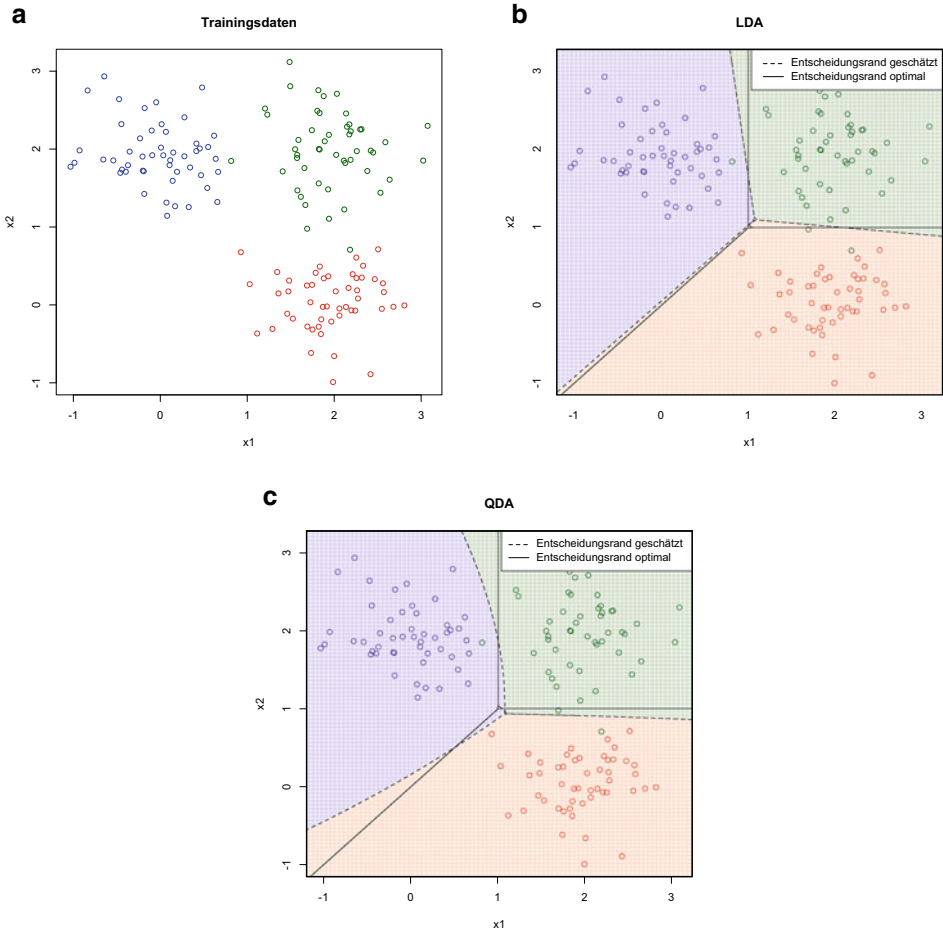 a
Trainingsdaten
3
2
1
0
-1
x2
-1 0 1 2 3
x1
b
LDA
Entscheidungsrand geschätzt
Entscheidungsrand optimal
3
2
1
0
-1
x2
-1 0 1 2 3
x1
c
QDA
Entscheidungsrand geschätzt
Entscheidungsrand optimal
3
2
1
0
-1
x2
-1 0 1 2 3
x1